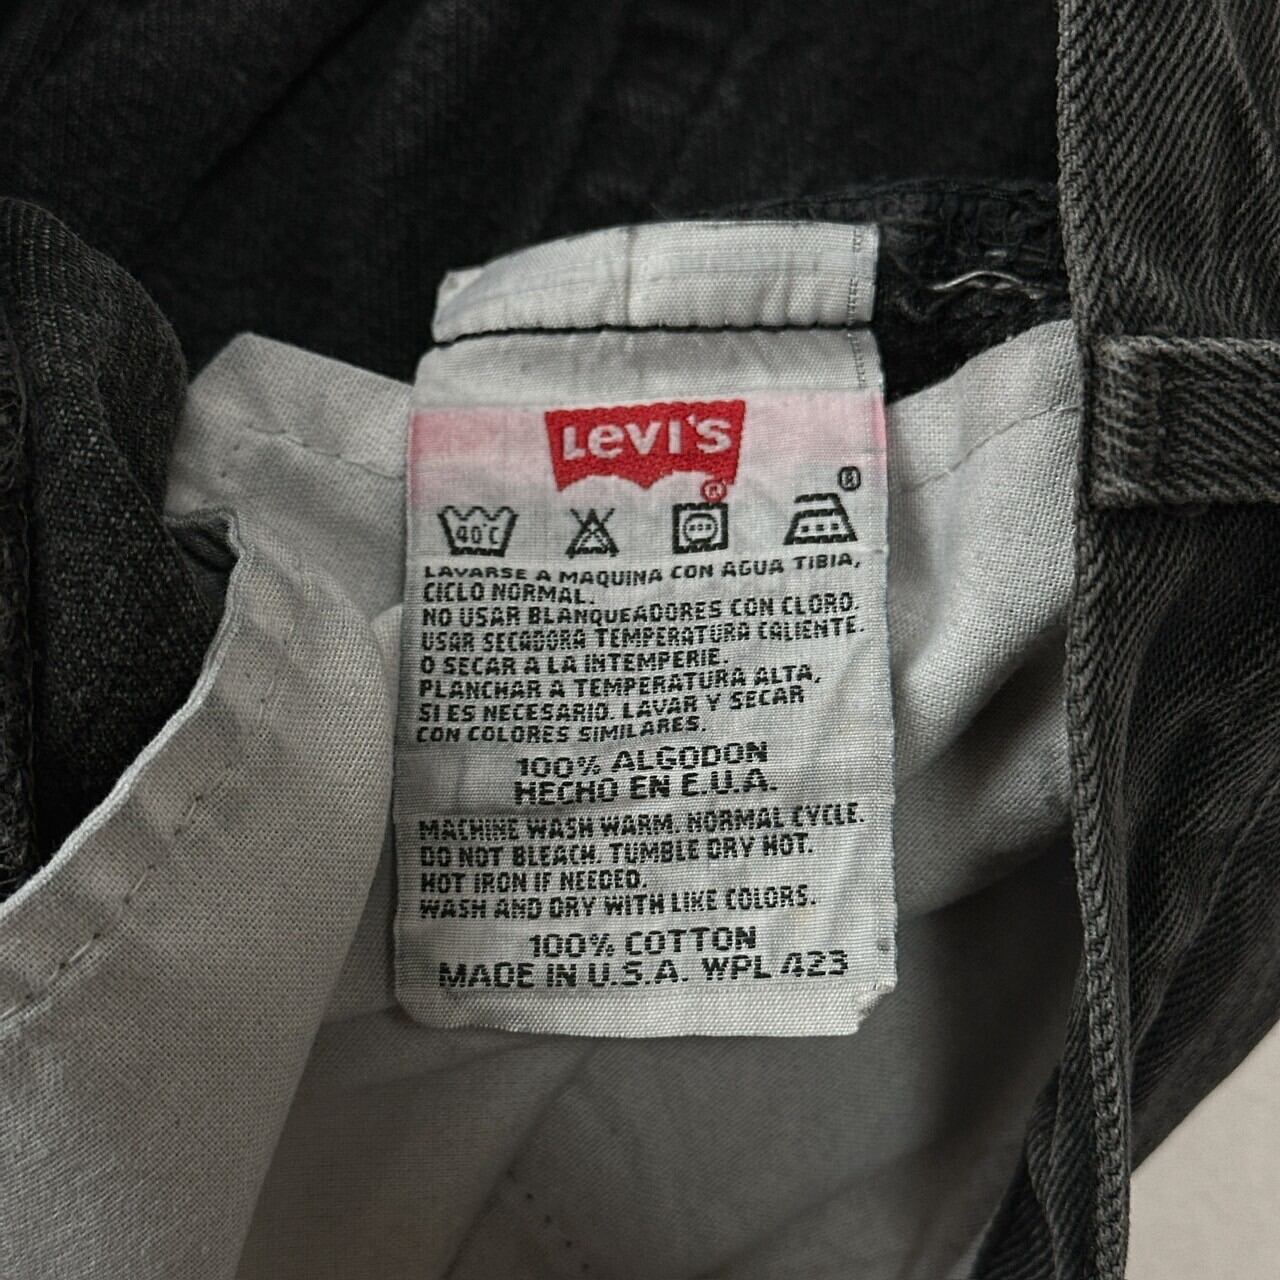 Levi's
®
®
40°C
LAVARSE A MAQUINA CON AGUA TIBIA,
CICLO NORMAL.
NO USAR BLANQUEADORES CON CLORO.
USAR SECADORA TEMPERATURA CALIENTE.
O SECAR A LA INTEMPERIE.
PLANCHAR A TEMPERATURA ALTA,
SI ES NECESARIO. LAVAR Y SECAR
CON COLORES SIMILARES.
100% ALGODON
HECHO EN E.U.A.
MACHINE WASH WARM. NORMAL CYCLE.
DO NOT BLEACH. TUMBLE DRY HOT.
HOT IRON IF NEEDED.
WASH AND DRY WITH LIKE COLORS.
100% COTTON
MADE IN U.S.A. WPL 423